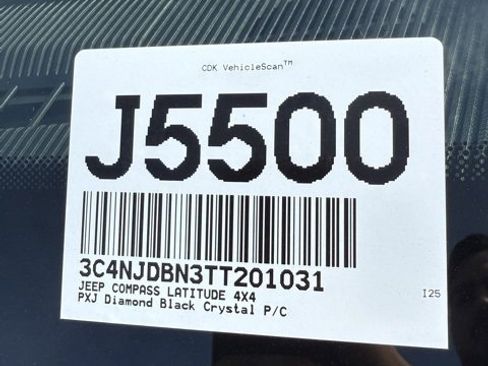 CDK VehicleScan™
J5500
3C4NJDBN3TT201031
JEEP COMPASS LATITUDE 4X4
PXJ Diamond Black Crystal P/C
I25